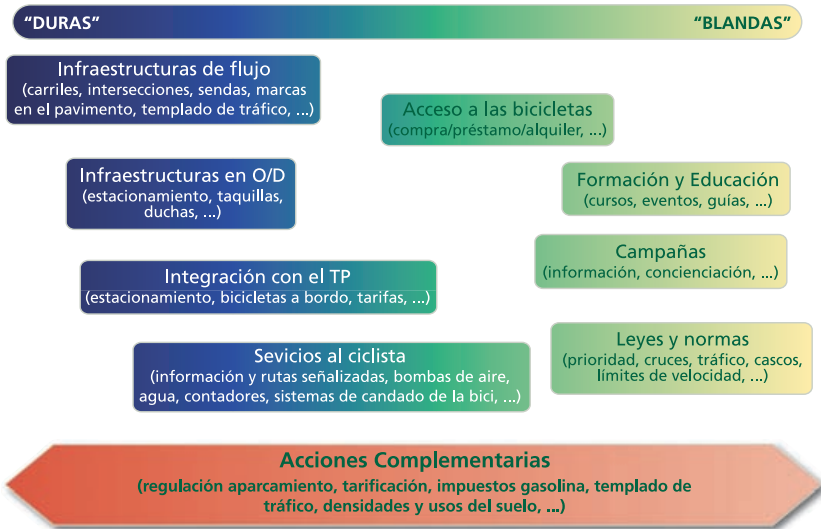 “DURAS”
“BLANDAS”
Infraestructuras de flujo
(carriles, intersecciones, sendas, marcas
en el pavimento, templado de tráfico, ...)
Acceso a las bicicletas
(compra/préstamo/alquiler, ...)
Infraestructuras en O/D
(estacionamiento, taquillas,
duchas, ...)
Formación y Educación
(cursos, eventos, guías, ...)
Campañas
(información, concienciación, ...)
Integración con el TP
(estacionamiento, bicicletas a bordo, tarifas, ...)
Leyes y normas
(prioridad, cruces, tráfico, cascos,
límites de velocidad, ...)
Sevicios al ciclista
(información y rutas señalizadas, bombas de aire,
agua, contadores, sistemas de candado de la bici, ...)
Acciones Complementarias
(regulación aparcamiento, tarificación, impuestos gasolina, templado de
tráfico, densidades y usos del suelo, ...)